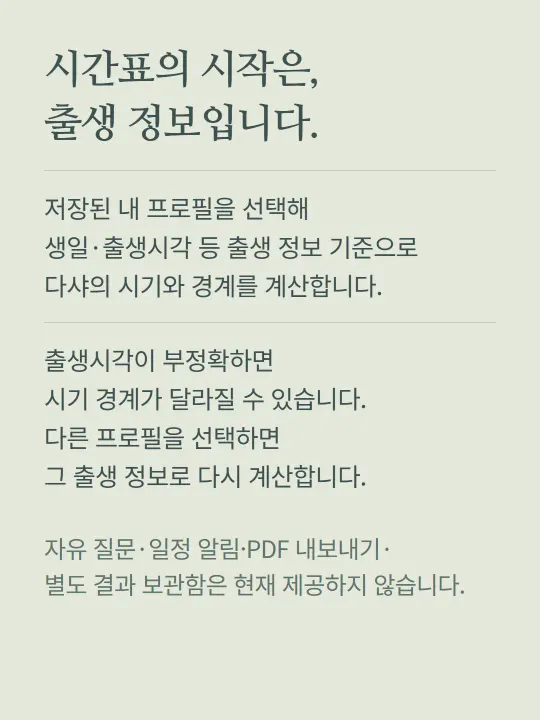 시간표의 시작은,
출생 정보입니다.
저장된 내 프로필을 선택해
생일·출생시각 등 출생 정보 기준으로
다샤의 시기와 경계를 계산합니다.
출생시각이 부정확하면
시기 경계가 달라질 수 있습니다.
다른 프로필을 선택하면
그 출생 정보로 다시 계산합니다.
자유 질문·일정 알림·PDF 내보내기·
별도 결과 보관함은 현재 제공하지 않습니다.